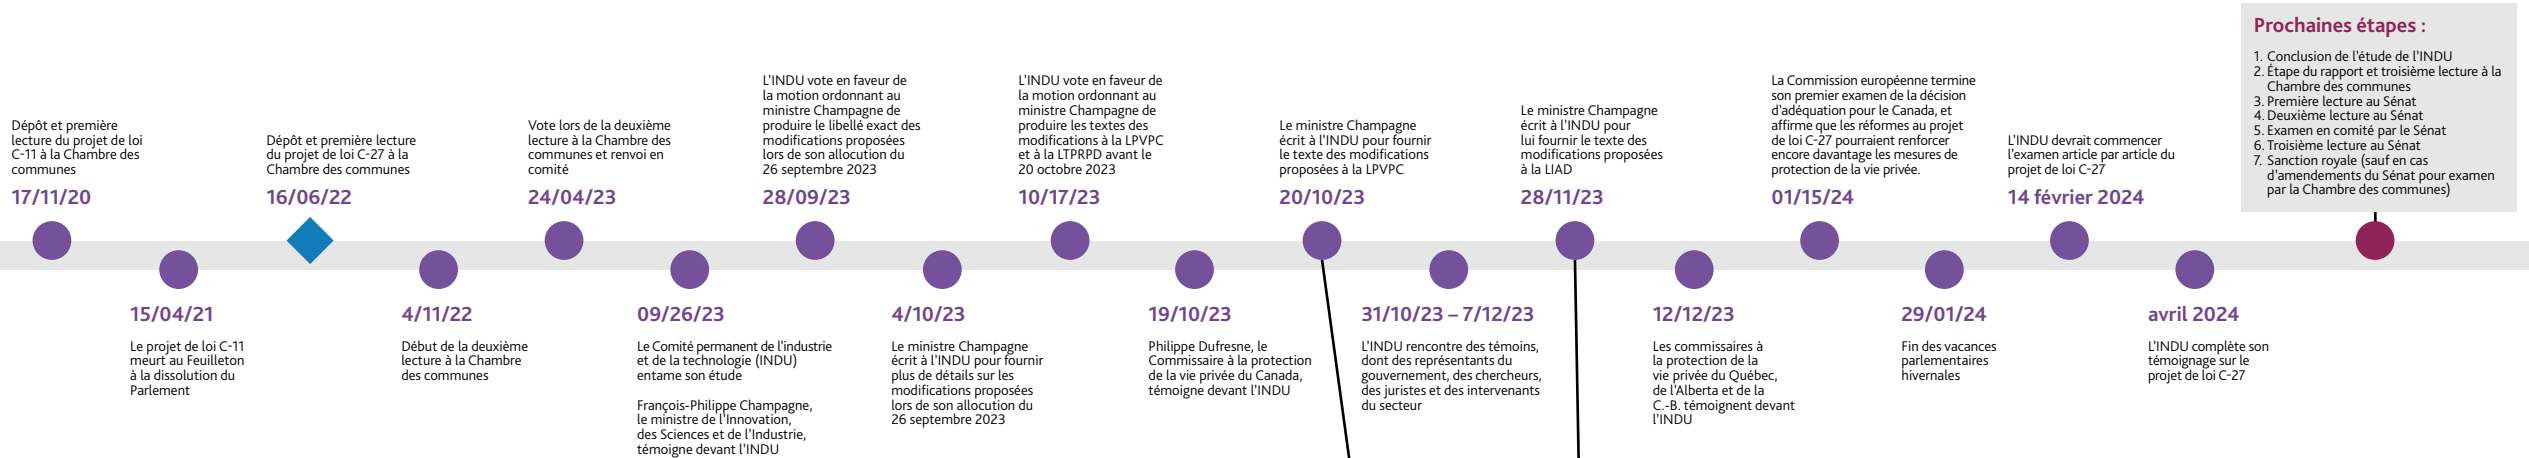 Dépôt et première
lecture du projet de loi
C-11 à la Chambre des
communes
17/11/20
15/04/21
Le projet de loi C-11
meurt au Feuilleton
à la dissolution du
Parlement
Dépôt et première lecture
du projet de loi C-27 à la
Chambre des communes
16/06/22
4/11/22
Début de la deuxième
lecture à la Chambre
des communes
Vote lors de la deuxième
lecture à la Chambre des
communes et renvoi en
comité
24/04/23
09/26/23
Le Comité permanent de l'industrie
et de la technologie (INDU)
entame son étude
François-Philippe Champagne,
le ministre de l'Innovation,
des Sciences et de l'Industrie,
témoigne devant l'INDU
L'INDU vote en faveur de
la motion ordonnant au
ministre Champagne de
produire le libellé exact des
modifications proposées
lors de son allocution du
26 septembre 2023
28/09/23
4/10/23
Le ministre Champagne
écrit à l'INDU pour fournir
plus de détails sur les
modifications proposées
lors de son allocution du
26 septembre 2023
L'INDU vote en faveur de
la motion ordonnant au
ministre Champagne de
produire les textes des
modifications à la LPVPC
et à la LTPRPD avant le
20 octobre 2023
10/17/23
19/10/23
Philippe Dufresne, le
Commissaire à la protection
de la vie privée du Canada,
témoigne devant l'INDU
Le ministre Champagne
écrit à l'INDU pour fournir
le texte des modifications
proposées à la LPVPC
20/10/23
31/10/23 – 7/12/23
L'INDU rencontre des témoins,
dont des représentants du
gouvernement, des chercheurs,
des juristes et des intervenants
du secteur
Le ministre Champagne
écrit à l'INDU pour
lui fournir le texte des
modifications proposées
à la LIAD
28/11/23
12/12/23
Les commissaires à
la protection de la
vie privée du Québec,
de l'Alberta et de la
C.-B. témoignent devant
l'INDU
La Commission européenne termine
son premier examen de la décision
d'adéquation pour le Canada, et
affirme que les réformes au projet
de loi C-27 pourraient renforcer
encore davantage les mesures de
protection de la vie privée.
01/15/24
29/01/24
Fin des vacances
parlementaires
hivernales
L'INDU devrait commencer
l'examen article par article du
projet de loi C-27
14 février 2024
avril 2024
L'INDU complète son
témoignage sur le
projet de loi C-27
Prochaines étapes :
1. Conclusion de l'étude de l'INDU
2. Étape du rapport et troisième lecture à la
Chambre des communes
3. Première lecture au Sénat
4. Deuxième lecture au Sénat
5. Examen en comité par le Sénat
6. Troisième lecture au Sénat
7. Sanction royale (sauf en cas
d'amendements du Sénat pour examen
par la Chambre des communes)